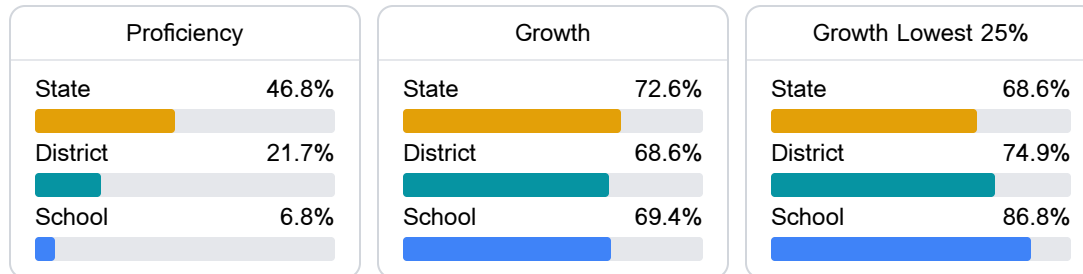 Proficiency
State 46.8%
District 21.7%
School 6.8%
Growth
State 72.6%
District 68.6%
School 69.4%
Growth Lowest 25%
State 68.6%
District 74.9%
School 86.8%